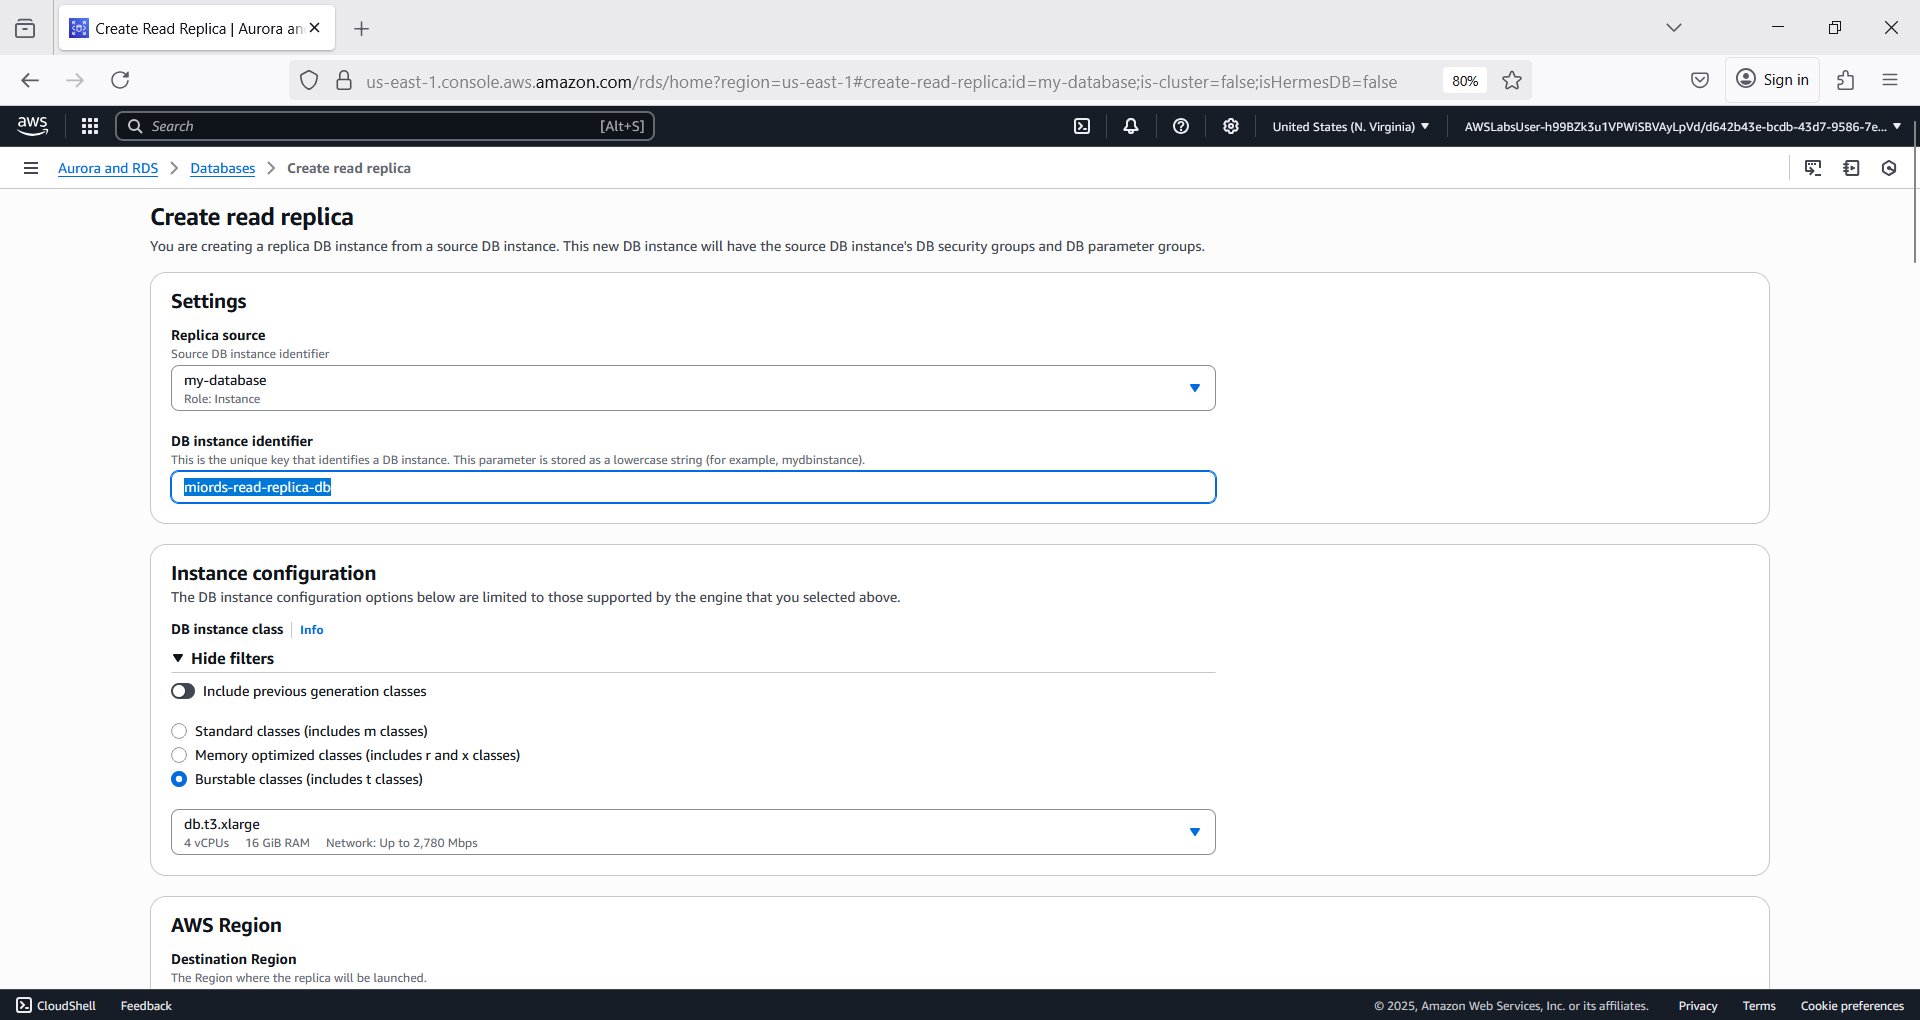 Create Read Replica | Aurora an
us-east-1.console.aws.amazon.com/rds/home?region=us-east-1#create-read-replica:id=my-database;is-cluster=false;isHermesDB=false
80%
Sign in
aws
Search
[Alt+S]
United States (N. Virginia)
AWSLabsUser-h99BZk3u1VPWiSBVAyLpVd/d642b43e-bcdb-43d7-9586-7e...
Aurora and RDS
Databases
Create read replica
Create read replica
You are creating a replica DB instance from a source DB instance. This new DB instance will have the source DB instance's DB security groups and DB parameter groups.
Settings
Replica source
Source DB instance identifier
my-database
Role: Instance
DB instance identifier
This is the unique key that identifies a DB instance. This parameter is stored as a lowercase string (for example, mydbinstance).
miords-read-replica-db
Instance configuration
The DB instance configuration options below are limited to those supported by the engine that you selected above.
DB instance class
Info
Hide filters
Include previous generation classes
Standard classes (includes m classes)
Memory optimized classes (includes r and x classes)
Burstable classes (includes t classes)
db.t3.xlarge
4 vCPUs 16 GiB RAM Network: Up to 2,780 Mbps
AWS Region
Destination Region
The Region where the replica will be launched.
CloudShell
Feedback
© 2025, Amazon Web Services, Inc. or its affiliates.
Privacy
Terms
Cookie preferences